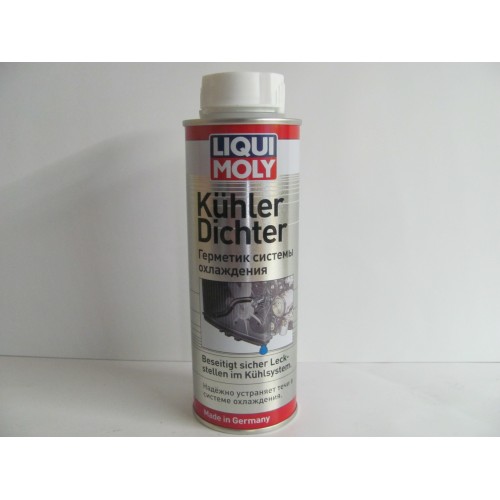 LIQUI
MOLY
Kühler
Dichter
Герметик системы
охлаждения
Beseitigt sicher Leck-
stellen im Kühlsystem.
Надёжно устраняет течи в
системе охлаждения.
Made in Germany